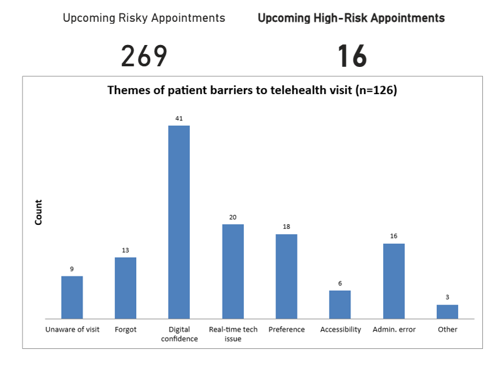 Upcoming Risky Appointments
Upcoming High-Risk Appointments
269
16
Themes of patient barriers to telehealth visit (n=126)
Count
9
13
41
20
18
6
16
3
Unaware of visit
Forgot
Digital
confidence
Real-time tech
issue
Preference
Accessibility
Admin. error
Other